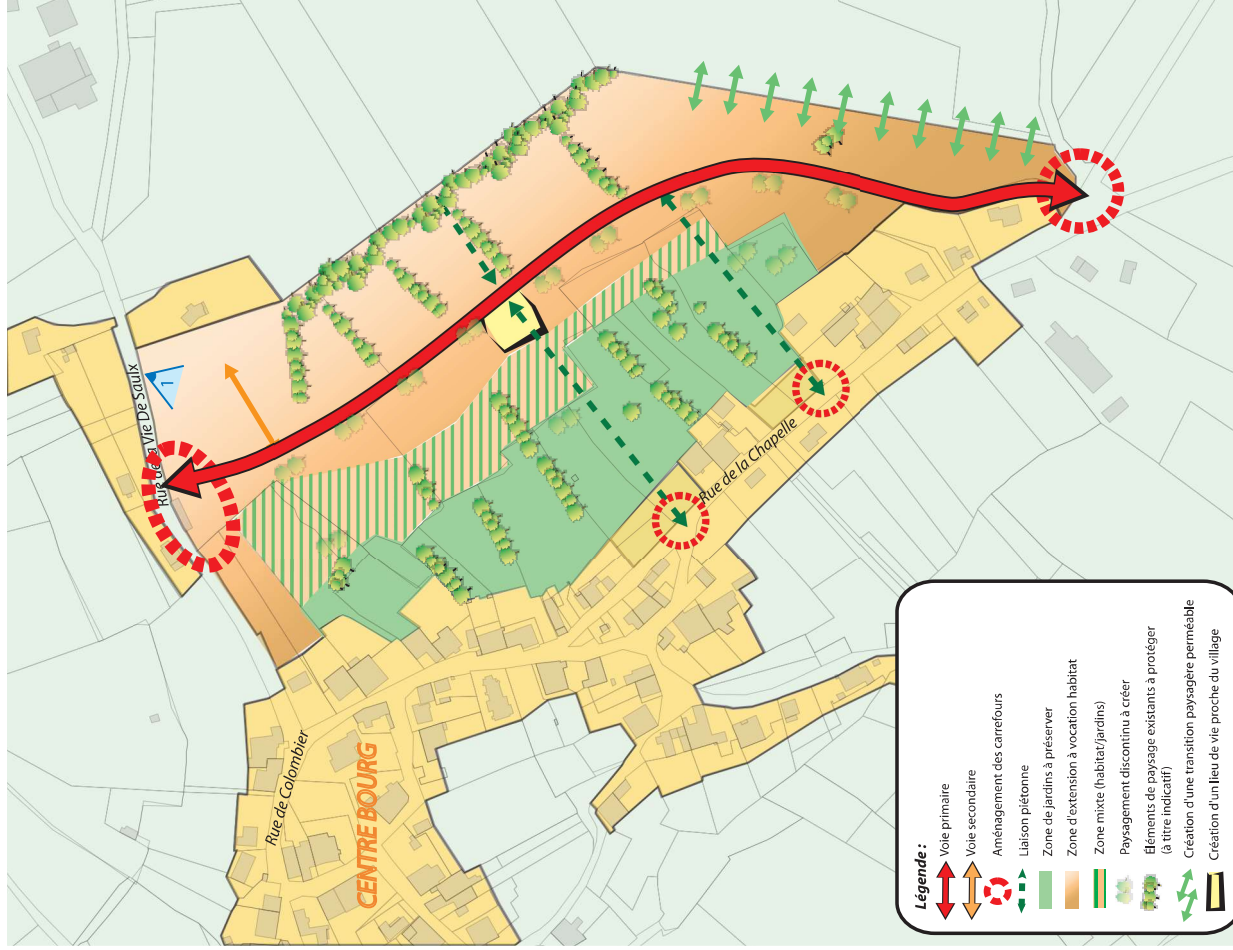 Rue de la Vie De Saulx
1
Rue de la Chapelle
Rue de Colombier
CENTRE BOURG
Légende :
Voie primaire
Voie secondaire
Aménagement des carrefours
Liaison piétonne
Zone de jardins à préserver
Zone d'extension à vocation habitat
Zone mixte (habitat/jardins)
Paysagement discontinu à créer
Éléments de paysage existants à protéger
(à titre indicatif)
Création d'une transition paysagère perméable
Création d'un lieu de vie proche du village